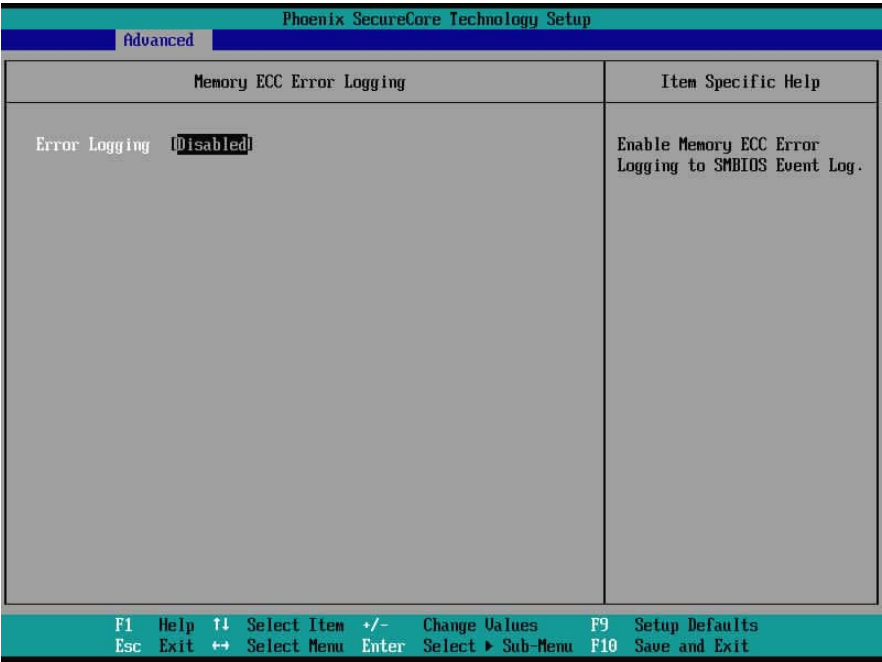 Phoenix SecureCore Technology Setup
Advanced
Memory ECC Error Logging
Item Specific Help
Error Logging [Disabled]
Enable Memory ECC Error
Logging to SMBIOS Event Log.
F1 Help ↑↓ Select Item +/- Change Values F9 Setup Defaults
Esc Exit ↔ Select Menu Enter Select ▶ Sub-Menu F10 Save and Exit